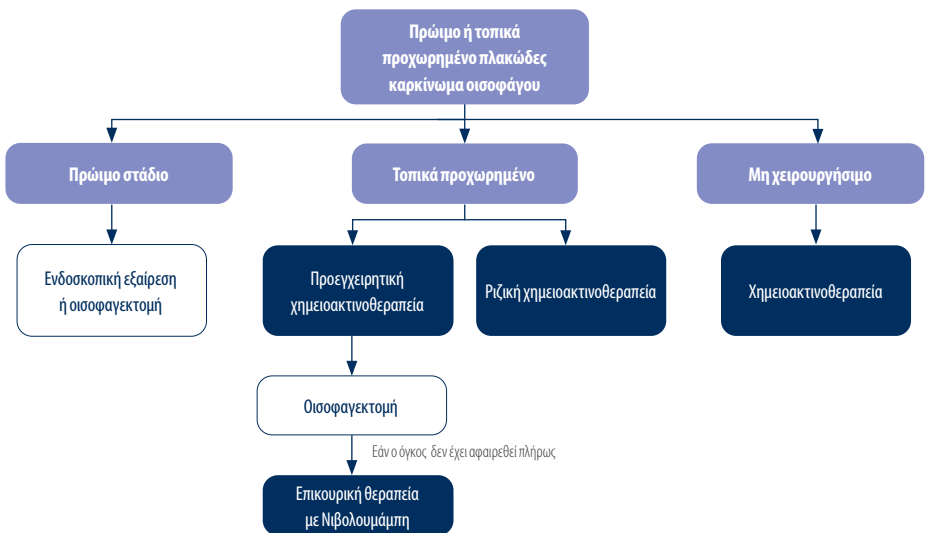 Πρώιμο ή τοπικά
προχωρημένο πλακώδες
καρκίνωμα οισοφάγου
Πρώιμο στάδιο
Τοπικά προχωρημένο
Μη χειρουργήσιμο
Ενδοσκοπική εξαίρεση
ή οισοφαγεκτομή
Προεγχειρητική
χημειοακτινοθεραπεία
Ριζική χημειοακτινοθεραπεία
Χημειοακτινοθεραπεία
Οισοφαγεκτομή
Εάν ο όγκος δεν έχει αφαιρεθεί πλήρως
Επικουρική θεραπεία
με Νιβολουμάμπη